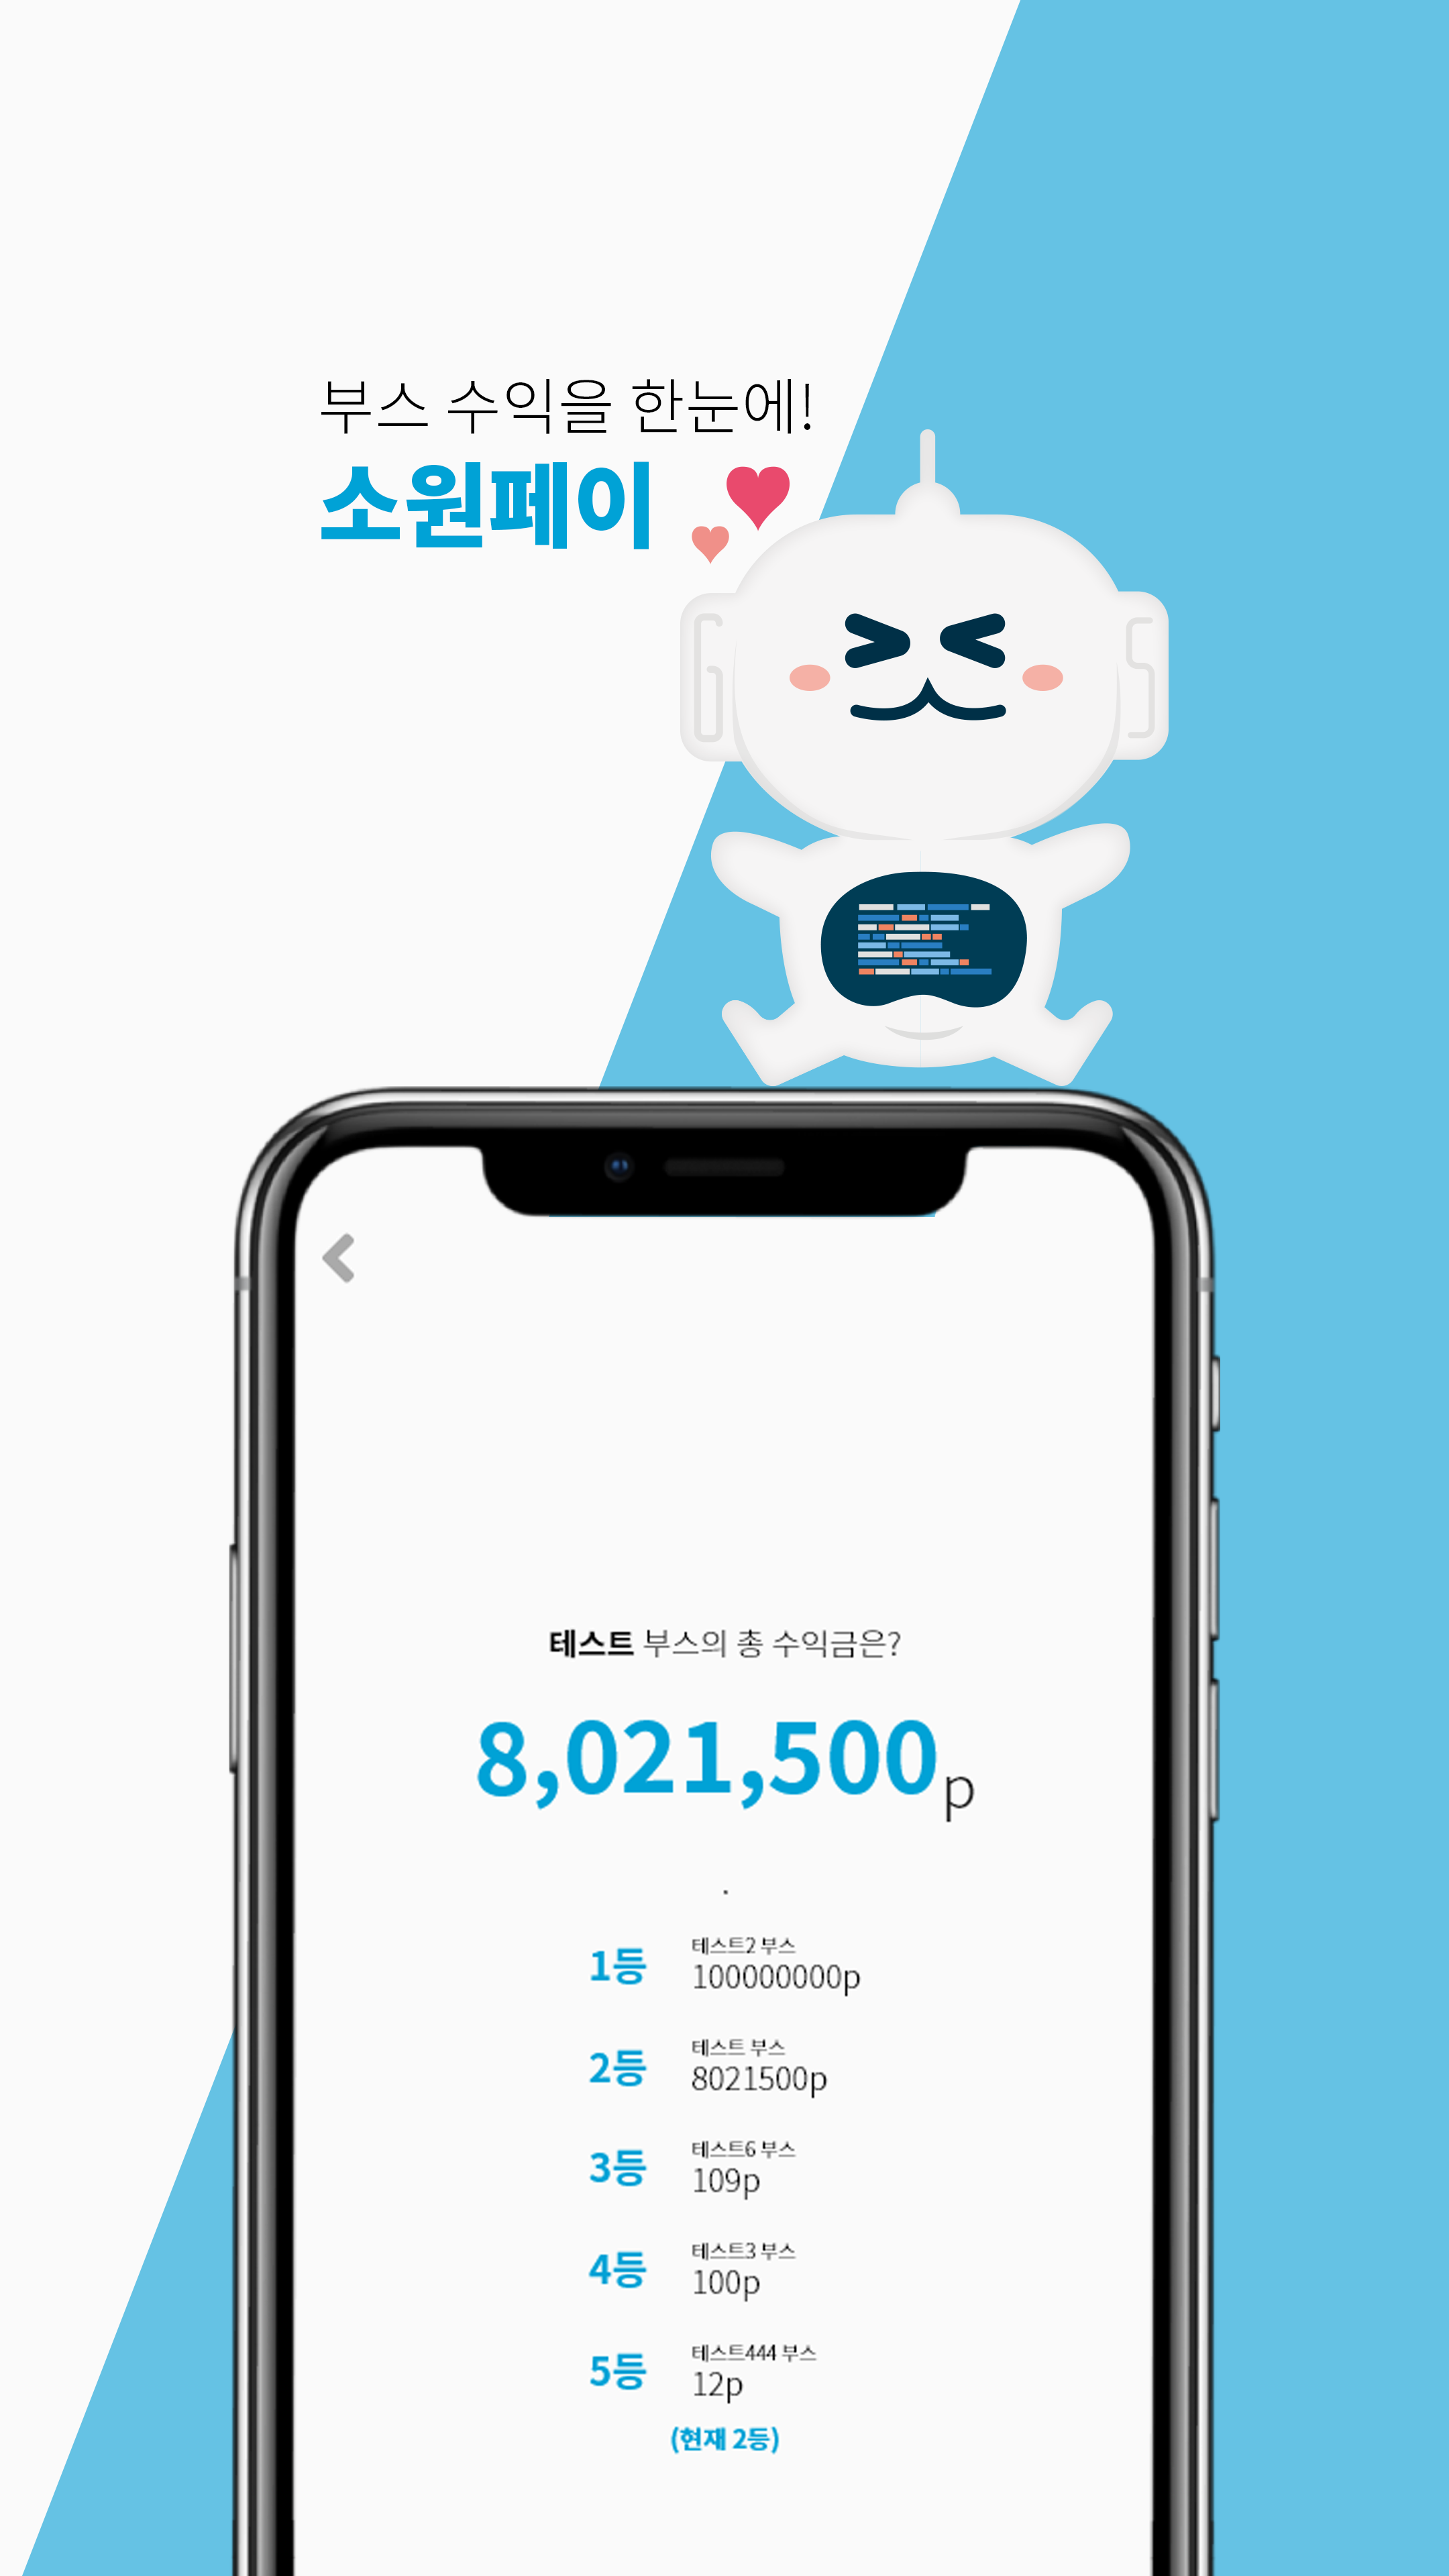 부스 수익을 한눈에!
소원페이
G
S
테스트 부스의 총 수익금은?
8,021,500p
.
1등
테스트2 부스
100000000p
2등
테스트 부스
8021500p
3등
테스트6 부스
109p
4등
테스트3 부스
100p
5등
테스트444 부스
12p
(현재 2등)